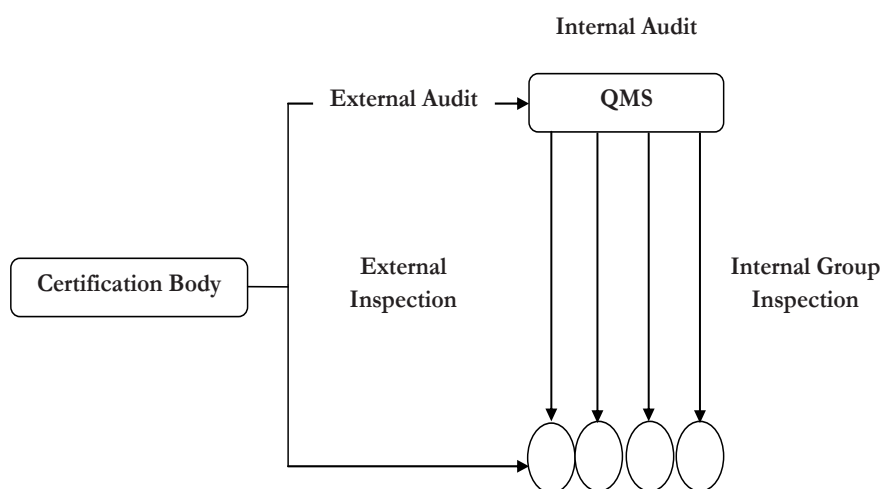 Internal Audit
External Audit
QMS
Certification Body
External
Inspection
Internal Group
Inspection